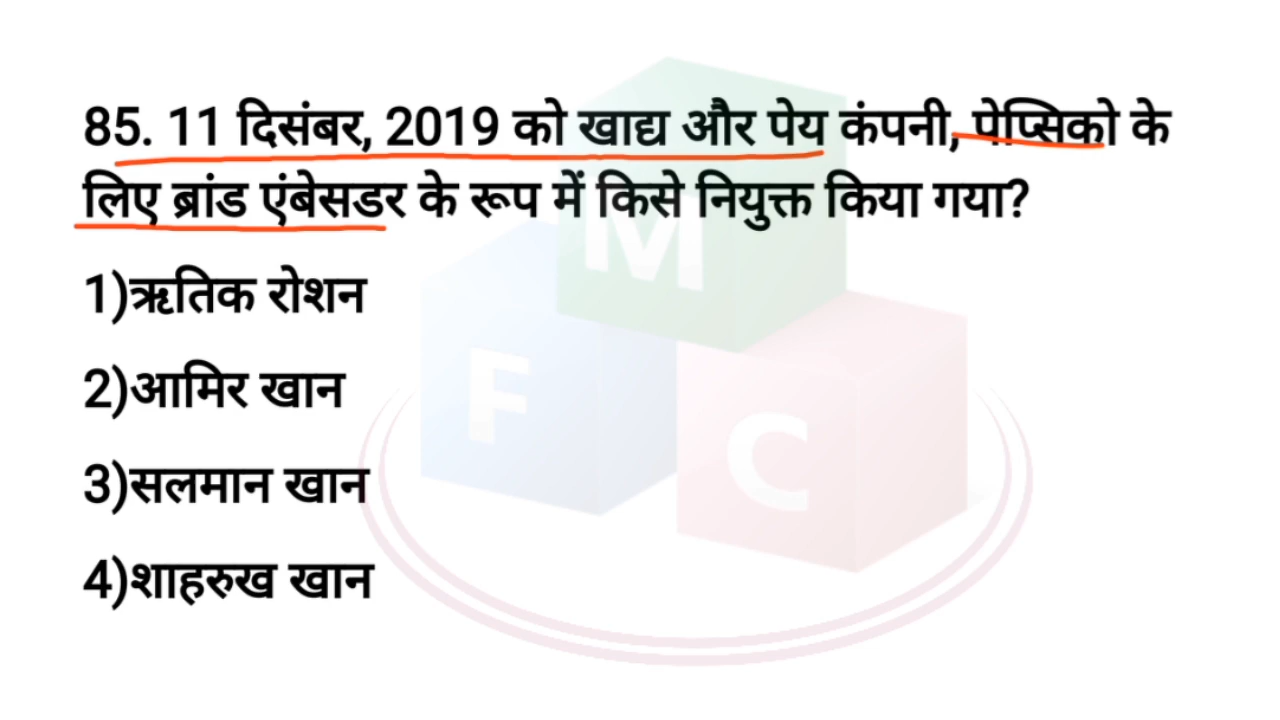 85. 11 दिसंबर, 2019 को खाद्य और पेय कंपनी, पेप्सिको के
लिए ब्रांड एंबेसडर के रूप में किसे नियुक्त किया गया?
1)ऋतिक रोशन
2)आमिर खान
3)सलमान खान
4)शाहरुख खान
M
F
C